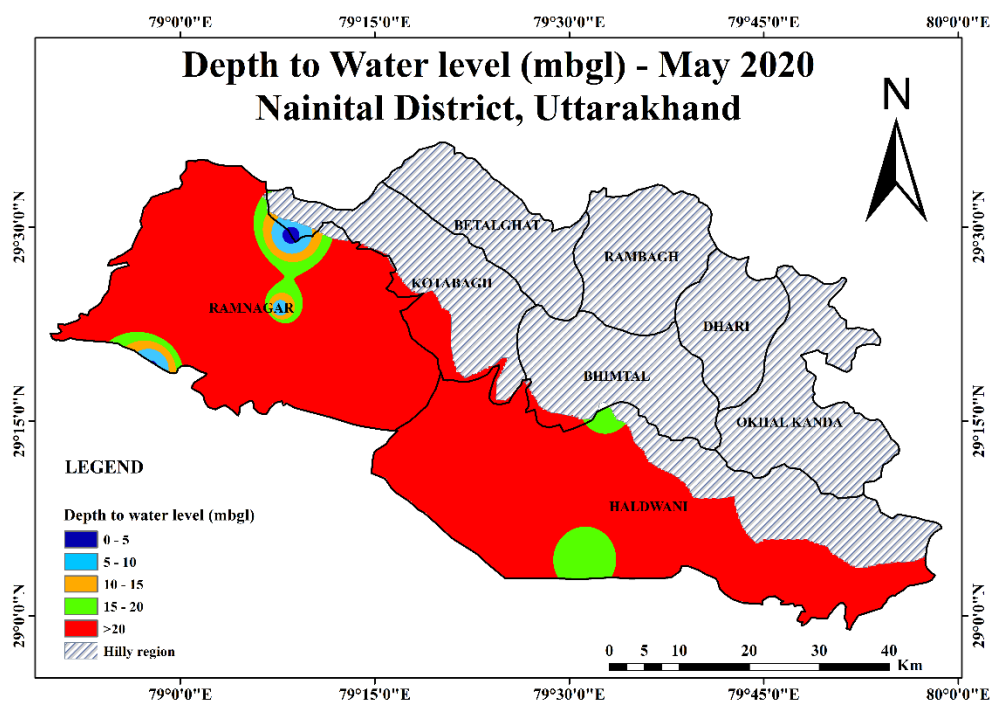 79°0'0"E 79°15'0"E 79°30'0"E 79°45'0"E 80°0'0"E
Depth to Water level (mbgl) - May 2020
Nainital District, Uttarakhand
N
29°30'0"N 29°30'0"N
BETALGHAT
RAMBAGH
KOTABAGH
RAMNAGAR
DHARI
BHIMTAL
29°15'0"N 29°15'0"N
OKHAL KANDA
LEGEND
HALDWANI
Depth to water level (mbgl)
0 - 5
5 - 10
10 - 15
15 - 20
>20
Hilly region
29°0'0"N 29°0'0"N
0 5 10 20 30 40
Km
79°0'0"E 79°15'0"E 79°30'0"E 79°45'0"E 80°0'0"E